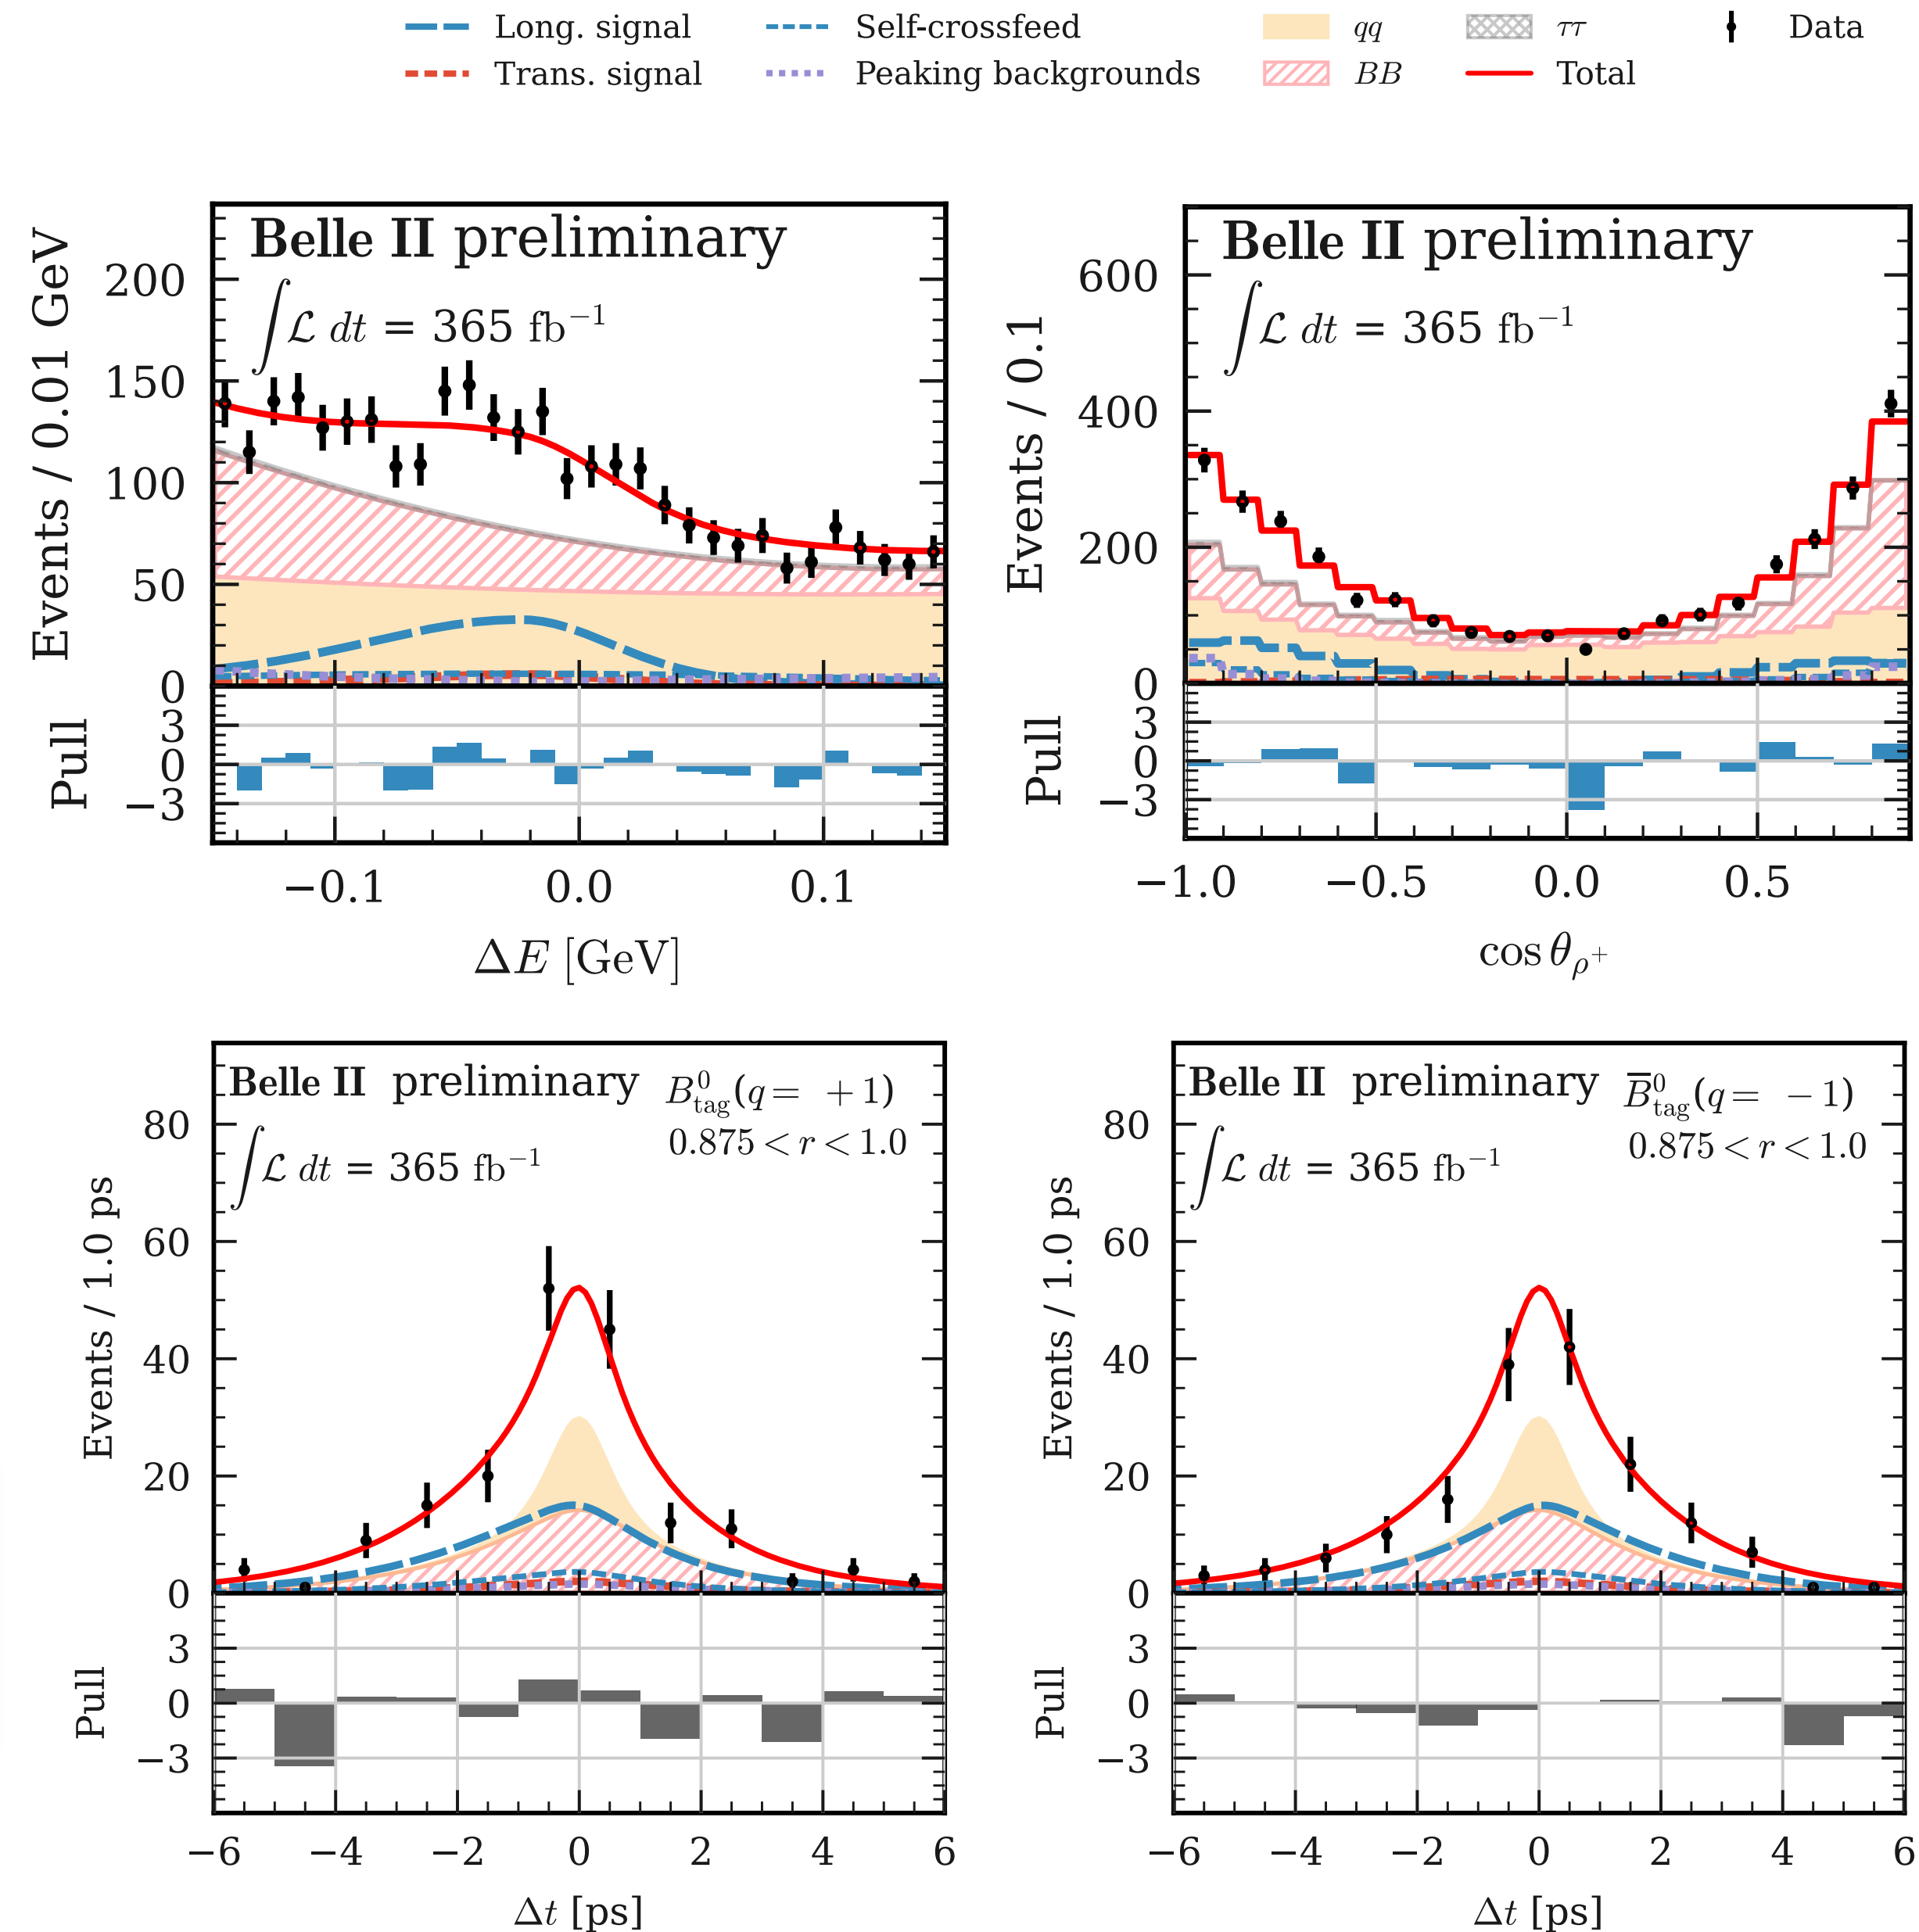 Long. signal Self-crossfeed qq ττ Data
Trans. signal Peaking backgrounds BB Total
Belle II preliminary
∫ℒ dt = 365 fb⁻¹
Events / 0.01 GeV
200
150
100
50
0
Pull
3
0
−3
−0.1 0.0 0.1
ΔE [GeV]
Belle II preliminary
∫ℒ dt = 365 fb⁻¹
Events / 0.1
600
400
200
0
Pull
3
0
−3
−1.0 −0.5 0.0 0.5
cos θ_ρ⁺
Belle II preliminary B⁰_tag(q = +1)
0.875 < r < 1.0
∫ℒ dt = 365 fb⁻¹
Events / 1.0 ps
80
60
40
20
0
Pull
3
0
−3
−6 −4 −2 0 2 4 6
Δt [ps]
Belle II preliminary B̅⁰_tag(q = −1)
0.875 < r < 1.0
∫ℒ dt = 365 fb⁻¹
Events / 1.0 ps
80
60
40
20
0
Pull
3
0
−3
−6 −4 −2 0 2 4 6
Δt [ps]